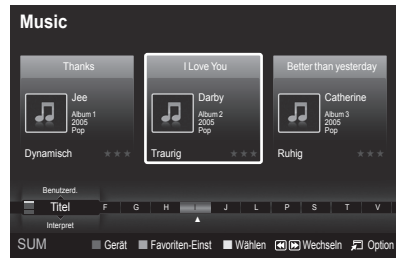 Music
Thanks
I Love You
Better than yesterday
Jee
Album 1
2005
Pop
Dynamisch
Darby
Album 2
2005
Pop
Traurig
Catherine
Album 3
2005
Pop
Ruhig
Benutzerd.
Titel F G H I J L P S T V
Interpret
SUM Gerät Favoriten-Einst Wählen Wechseln Option